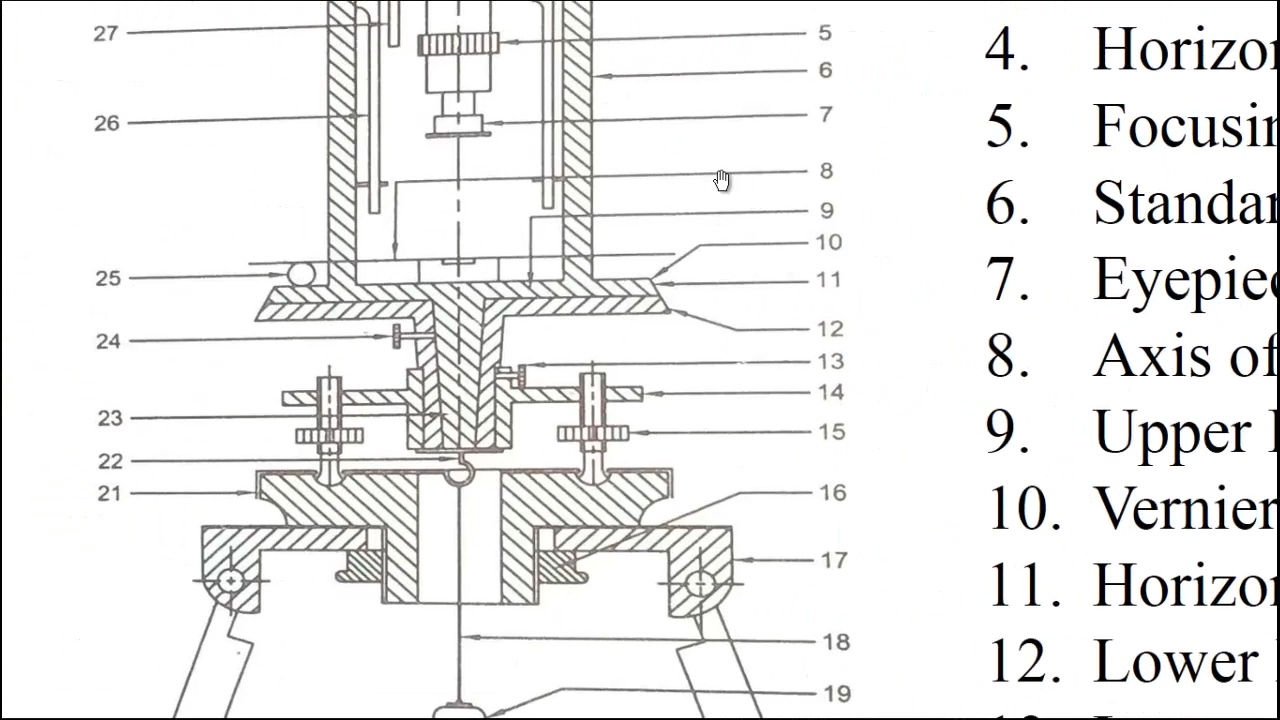 27
5
6
26
7
8
9
10
25
11
12
24
13
14
23
15
22
21
16
17
18
19
4. Horizo
5. Focusi
6. Standa
7. Eyepie
8. Axis of
9. Upper
10. Vernier
11. Horizo
12. Lower